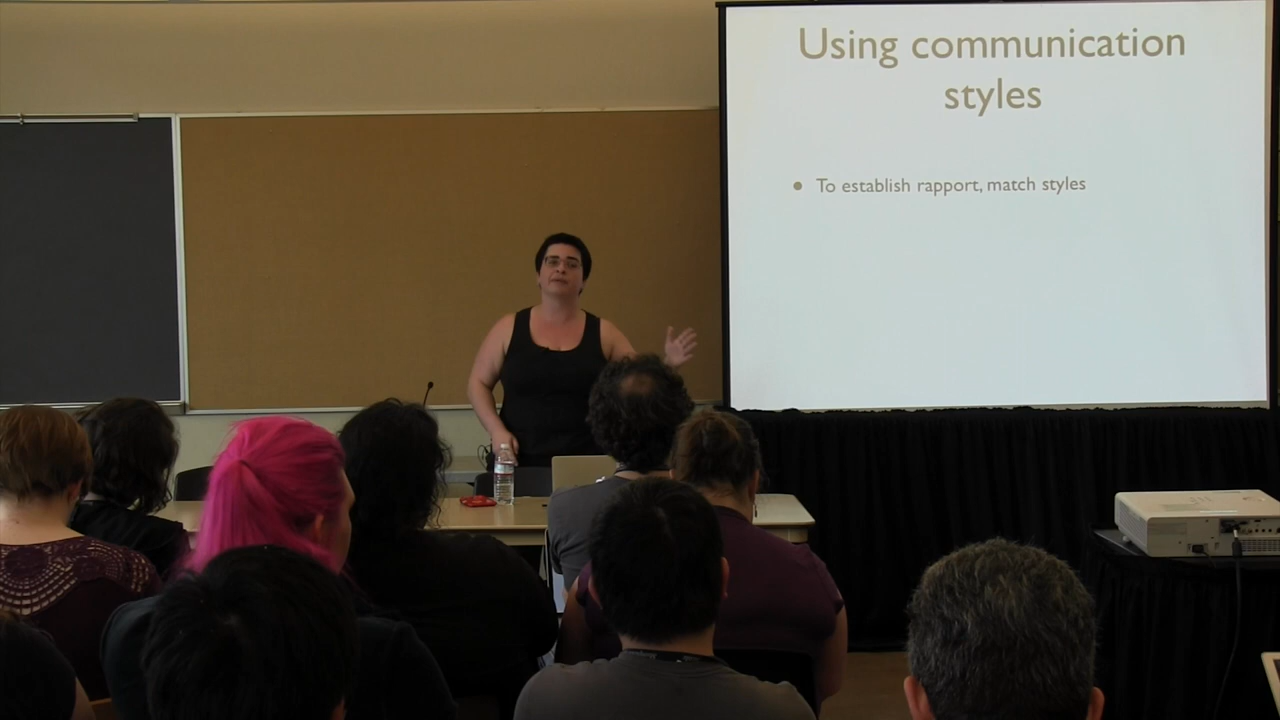 Using communication
styles
• To establish rapport, match styles